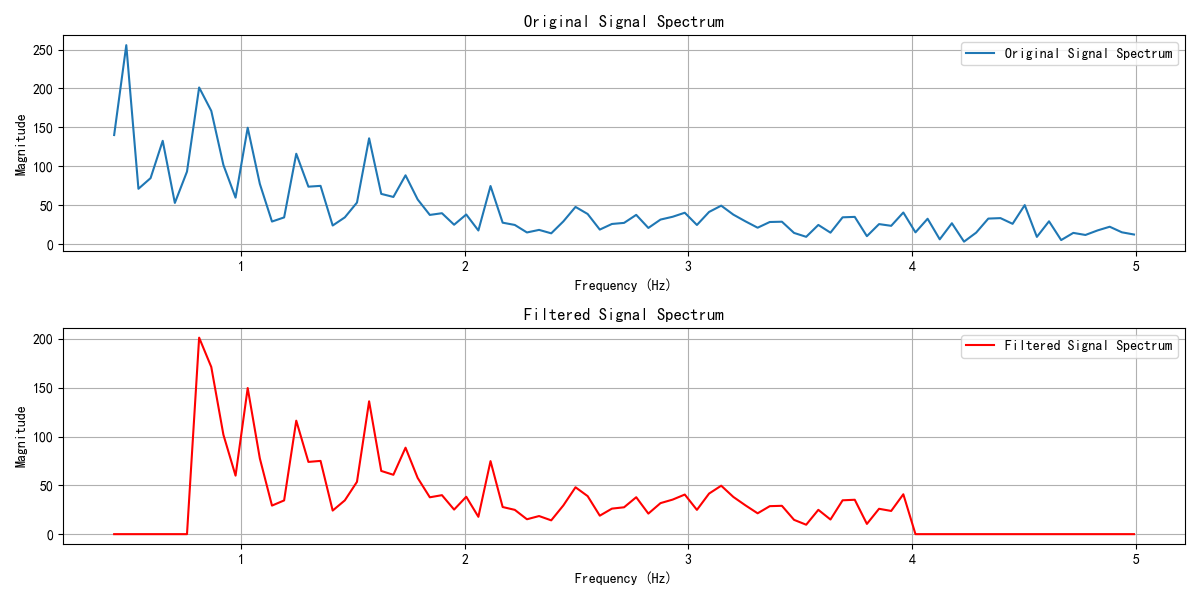 Original Signal Spectrum
250
200
150
100
50
0
Magnitude
Original Signal Spectrum
1 2 3 4 5
Frequency (Hz)
Filtered Signal Spectrum
200
150
100
50
0
Magnitude
Filtered Signal Spectrum
1 2 3 4 5
Frequency (Hz)